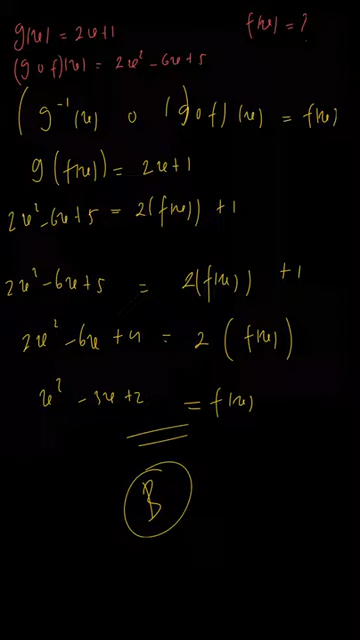 g(x) = 2x+1 f(x) = ?
(g o f)(x) = 2x² - 6x + 5
(g⁻¹(x) o (g o f)(x) = f(x)
g(f(x)) = 2x+1
2x² - 6x + 5 = 2(f(x)) + 1
2x² - 6x + 5 = 2(f(x)) + 1
2x² - 6x + 4 = 2(f(x))
x² - 3x + 2 = f(x)
B